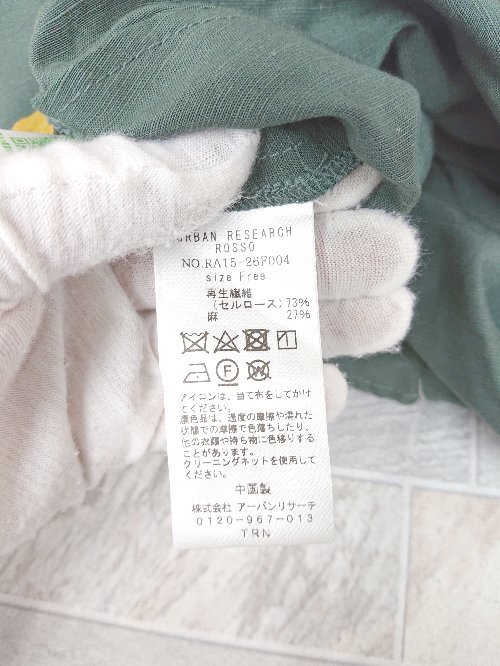 URBAN RESEARCH
ROSSO
NO.RA15-26F004
size Free
再生繊維
(セルロース) 73%
麻 27%
F W
アイロンは、当て布をしてかけ
てください。
濃色品は、過度の摩擦や濡れた
状態での摩擦で色落ちしたり、
他の衣類や持ち物に色移りする
ことがあります。
クリーニングネットを使用して
ください。
中国製
株式会社 アーバンリサーチ
0120-967-013
TRN